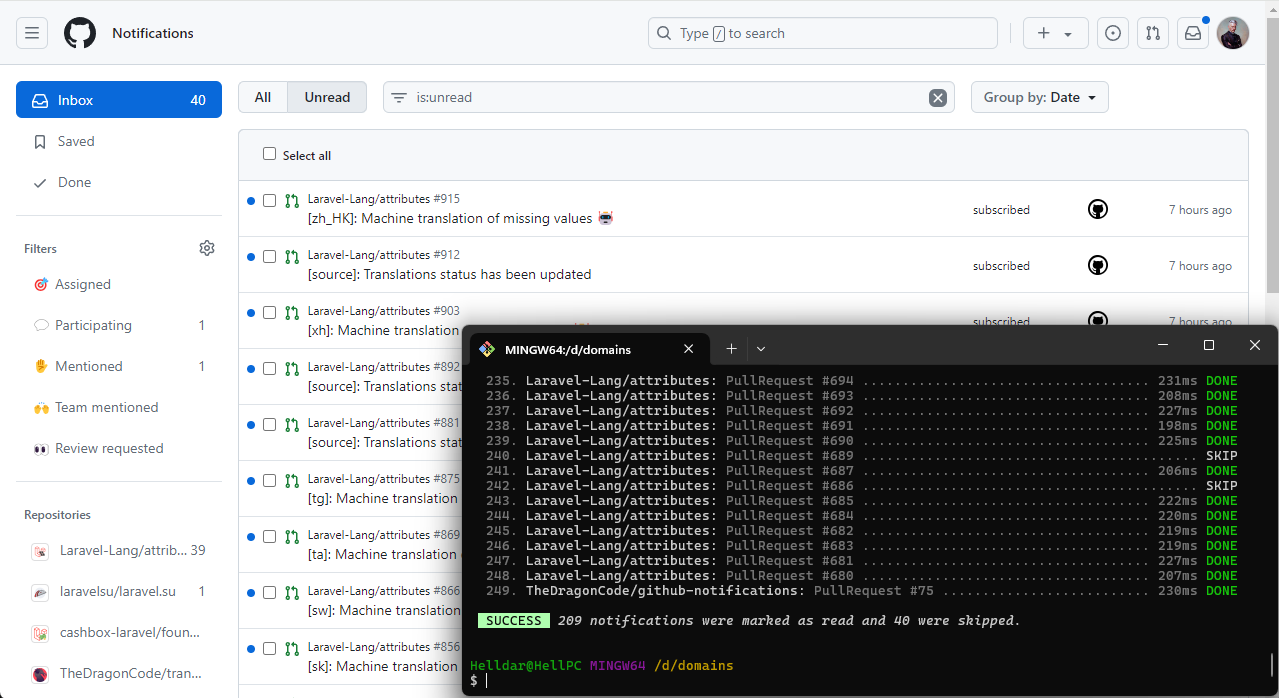 Notifications
Type / to search
Inbox 40
Saved
Done
Filters
Assigned
Participating 1
Mentioned 1
Team mentioned
Review requested
Repositories
Laravel-Lang/attrib... 39
laravelsu/laravel.su 1
cashbox-laravel/foun...
TheDragonCode/tran...
All Unread is:unread Group by: Date
Select all
Laravel-Lang/attributes #915
[zh_HK]: Machine translation of missing values
subscribed 7 hours ago
Laravel-Lang/attributes #912
[source]: Translations status has been updated
subscribed 7 hours ago
Laravel-Lang/attributes #903
[xh]: Machine translation
subscribed 7 hours ago
Laravel-Lang/attributes #892
[source]: Translations stat
Laravel-Lang/attributes #881
[source]: Translations stat
Laravel-Lang/attributes #875
[tg]: Machine translation
Laravel-Lang/attributes #869
[ta]: Machine translation
Laravel-Lang/attributes #866
[sw]: Machine translation
Laravel-Lang/attributes #856
[sk]: Machine translation
MINGW64:/d/domains
235. Laravel-Lang/attributes: PullRequest #694 .................................... 231ms DONE
236. Laravel-Lang/attributes: PullRequest #693 .................................... 208ms DONE
237. Laravel-Lang/attributes: PullRequest #692 .................................... 227ms DONE
238. Laravel-Lang/attributes: PullRequest #691 .................................... 198ms DONE
239. Laravel-Lang/attributes: PullRequest #690 .................................... 225ms DONE
240. Laravel-Lang/attributes: PullRequest #689 .......................................... SKIP
241. Laravel-Lang/attributes: PullRequest #687 .................................... 206ms DONE
242. Laravel-Lang/attributes: PullRequest #686 .......................................... SKIP
243. Laravel-Lang/attributes: PullRequest #685 .................................... 222ms DONE
244. Laravel-Lang/attributes: PullRequest #684 .................................... 220ms DONE
245. Laravel-Lang/attributes: PullRequest #682 .................................... 219ms DONE
246. Laravel-Lang/attributes: PullRequest #683 .................................... 219ms DONE
247. Laravel-Lang/attributes: PullRequest #681 .................................... 227ms DONE
248. Laravel-Lang/attributes: PullRequest #680 .................................... 207ms DONE
249. TheDragonCode/github-notifications: PullRequest #75 .......................... 230ms DONE
SUCCESS 209 notifications were marked as read and 40 were skipped.
Helldar@HellPC MINGW64 /d/domains
$